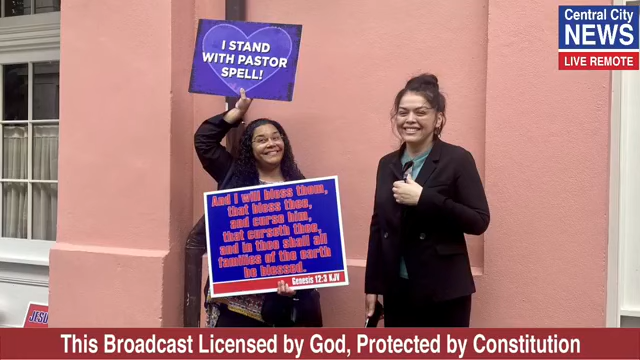 Central City
NEWS
LIVE REMOTE
I STAND
WITH PASTOR
SPELL!
And I will bless them,
that bless thee,
and curse him,
that curseth thee,
and in thee shall all
families of the earth
be blessed.
Genesis 12:3 KJV
JESU
This Broadcast Licensed by God, Protected by Constitution